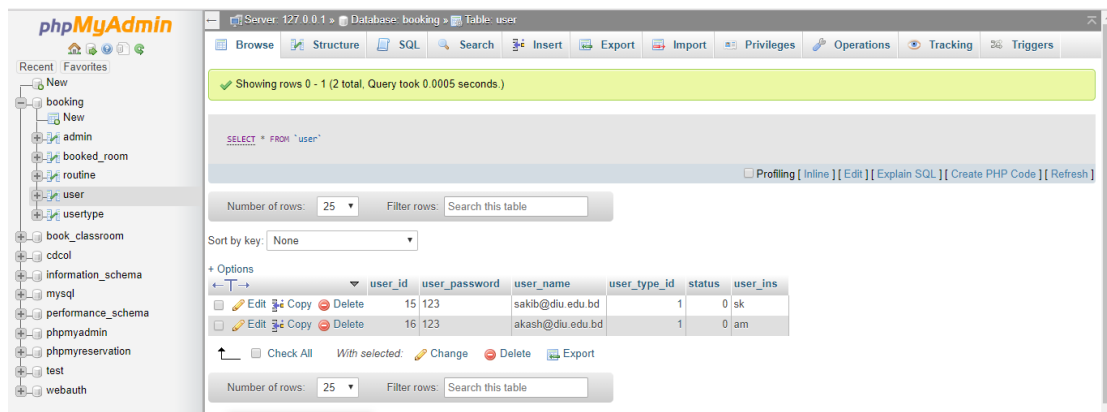 phpMyAdmin
Recent Favorites
New
booking
New
admin
booked_room
routine
user
usertype
book_classroom
cdcol
information_schema
mysql
performance_schema
phpmyadmin
phpmyreservation
test
webauth
Server: 127.0.0.1 » Database: booking » Table: user
Browse Structure SQL Search Insert Export Import Privileges Operations Tracking Triggers
Showing rows 0 - 1 (2 total, Query took 0.0005 seconds.)
SELECT * FROM `user`
Profiling [ Inline ] [ Edit ] [ Explain SQL ] [ Create PHP Code ] [ Refresh ]
Number of rows: 25 Filter rows: Search this table
Sort by key: None
+ Options
←T→ user_id user_password user_name user_type_id status user_ins
Edit Copy Delete 15 123 sakib@diu.edu.bd 1 0 sk
Edit Copy Delete 16 123 akash@diu.edu.bd 1 0 am
Check All With selected: Change Delete Export
Number of rows: 25 Filter rows: Search this table